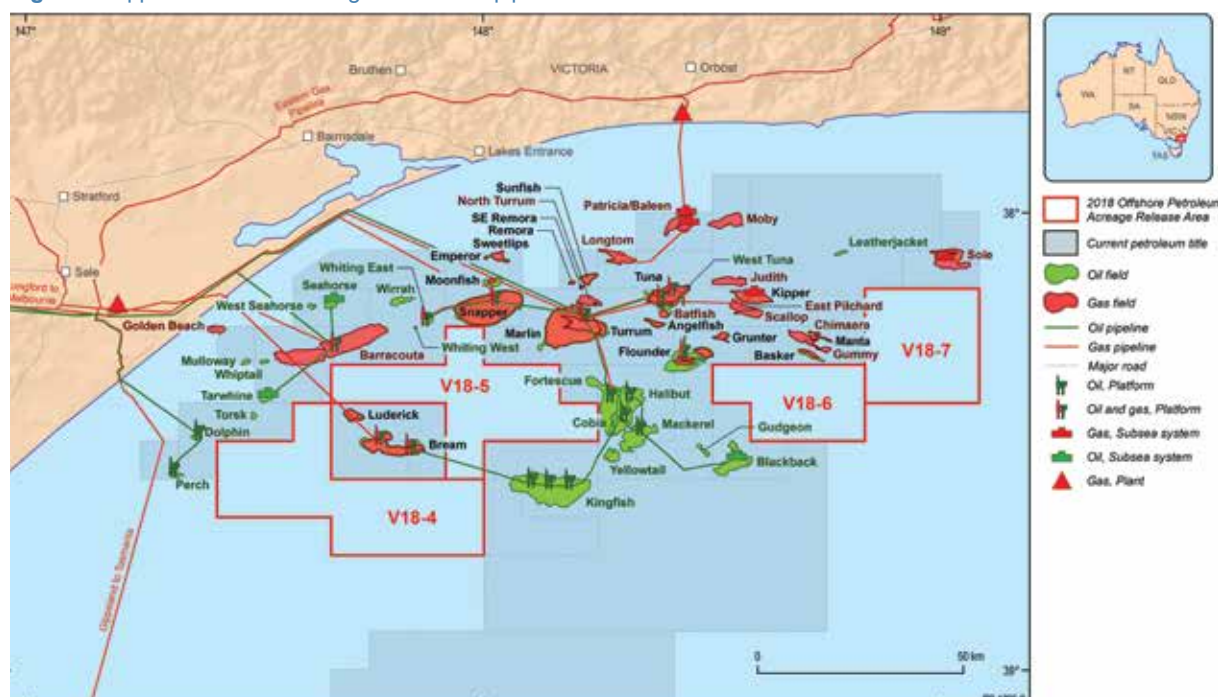 147°
148°
149°
Bruthen
VICTORIA
Orbost
Eastern Gas
Pipeline
Bairnsdale
Lakes Entrance
Stratford
Sale
Longford to
Melbourne
38°
Sunfish
North Turrum
SE Remora
Remora
Sweetlips
Emperor
Moonfish
Patricia/Baleen
Moby
Longtom
Leatherjacket
Sole
Tuna
West Tuna
Judith
Kipper
East Pilchard
Scallop
Batfish
Angelfish
Chimaera
Manta
Grunter
Basker
Gummy
Whiting East
Wirrah
Seahorse
West Seahorse
Golden Beach
Snapper
Whiting West
Marlin
Turrum
Flounder
Barracouta
Mulloway
Whiptail
Tarwhine
Torsk
Dolphin
Perch
V18-5
V18-7
V18-6
V18-4
Fortescue
Halibut
Cobia
Mackerel
Gudgeon
Yellowtail
Blackback
Kingfish
Luderick
Bream
Gippsland to Tasmania
0
50 km
39°
WA
NT
QLD
SA
NSW
VIC
TAS
2018 Offshore Petroleum
Acreage Release Area
Current petroleum title
Oil field
Gas field
Oil pipeline
Gas pipeline
Major road
Oil, Platform
Oil and gas, Platform
Gas, Subsea system
Oil, Subsea system
Gas, Plant